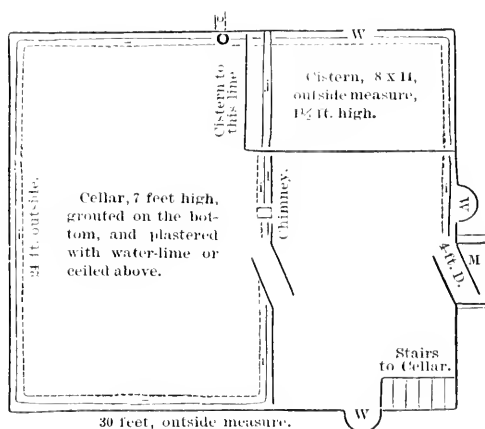 W
Cistern to
this line
Cistern, 8 x 14,
outside measure,
4½ ft. high.
24 ft. outside.
Cellar, 7 feet high,
grouted on the bot-
tom, and plastered
with water-lime or
ceiled above.
Chimney.
W
4-ft. D.
M
Stairs
to Cellar.
W
30 feet, outside measure.